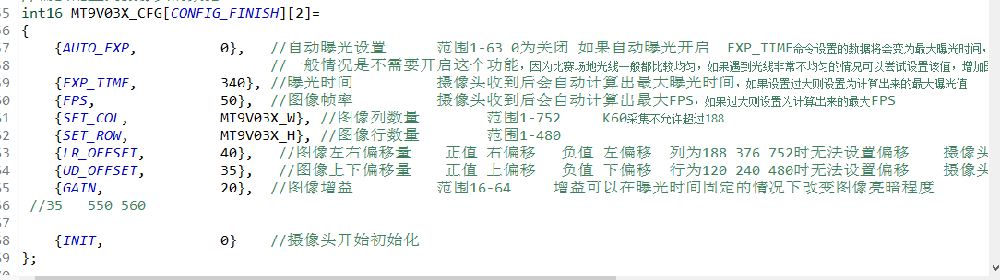 55 int16 MT9V03X_CFG[CONFIG_FINISH][2]=
56 {
57 {AUTO_EXP, 0}, //自动曝光设置 范围1-63 0为关闭 如果自动曝光开启 EXP_TIME命令设置的数据将会变为最大曝光时间,
58 //一般情况是不需要开启这个功能,因为比赛场地光线一般都比较均匀,如果遇到光线非常不均匀的情况可以尝试设置该值,增加
59 {EXP_TIME, 340}, //曝光时间 摄像头收到后会自动计算出最大曝光时间,如果设置过大则设置为计算出来的最大曝光值
60 {FPS, 50}, //图像帧率 摄像头收到后会自动计算出最大FPS,如果过大则设置为计算出来的最大FPS
61 {SET_COL, MT9V03X_W}, //图像列数量 范围1-752 K60采集不允许超过188
62 {SET_ROW, MT9V03X_H}, //图像行数量 范围1-480
63 {LR_OFFSET, 40}, //图像左右偏移量 正值 右偏移 负值 左偏移 列为188 376 752时无法设置偏移 摄像头
64 {UD_OFFSET, 35}, //图像上下偏移量 正值 上偏移 负值 下偏移 行为120 240 480时无法设置偏移 摄像头
65 {GAIN, 20}, //图像增益 范围16-64 增益可以在曝光时间固定的情况下改变图像亮暗程度
66 //35 550 560
67
68 {INIT, 0} //摄像头开始初始化
69 };